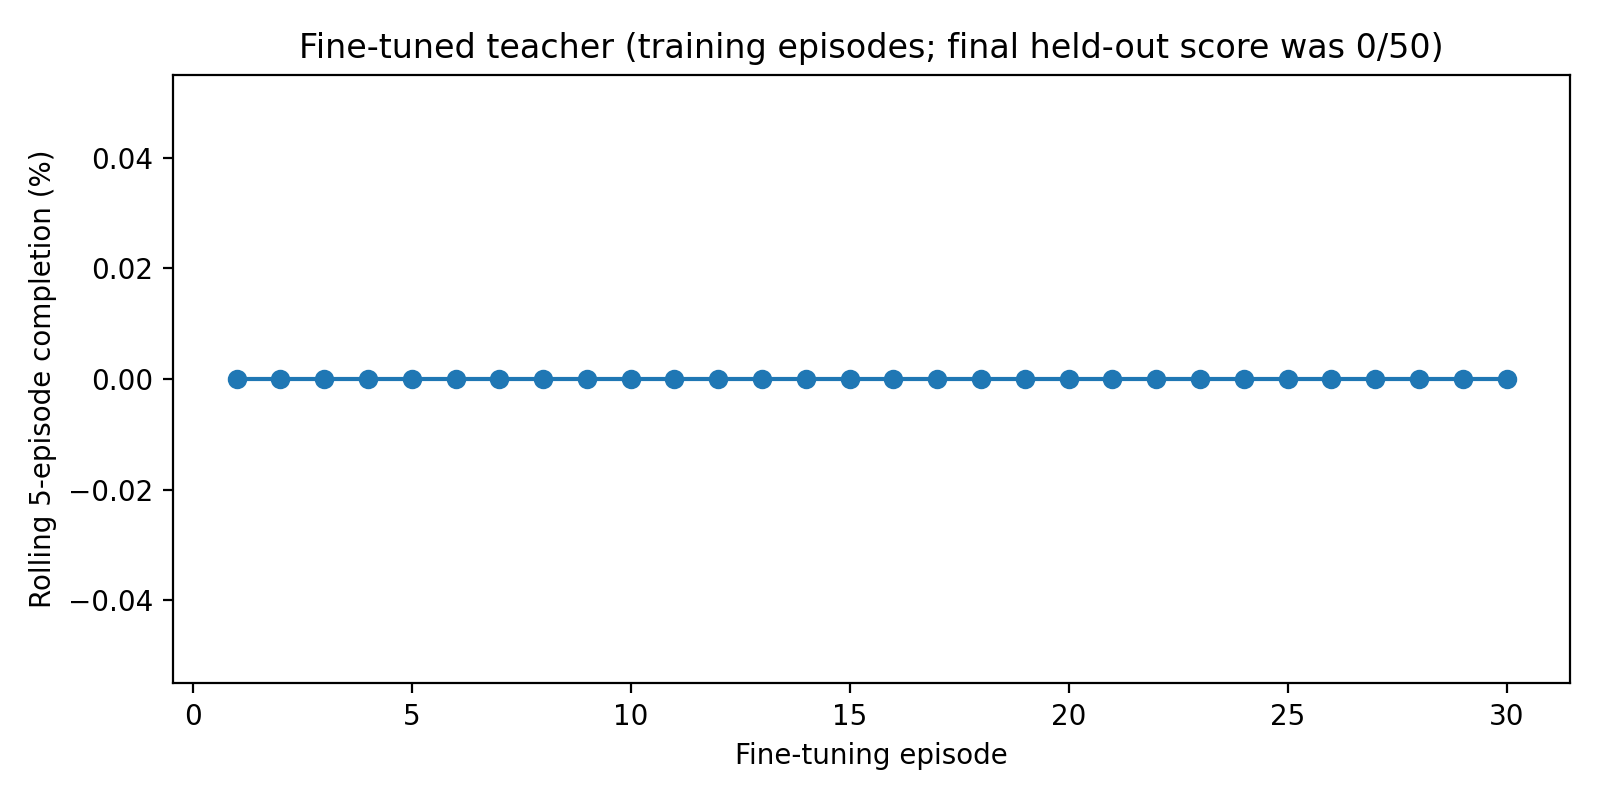 Fine-tuned teacher (training episodes; final held-out score was 0/50)
Rolling 5-episode completion (%)
0.04
0.02
0.00
−0.02
−0.04
0 5 10 15 20 25 30
Fine-tuning episode